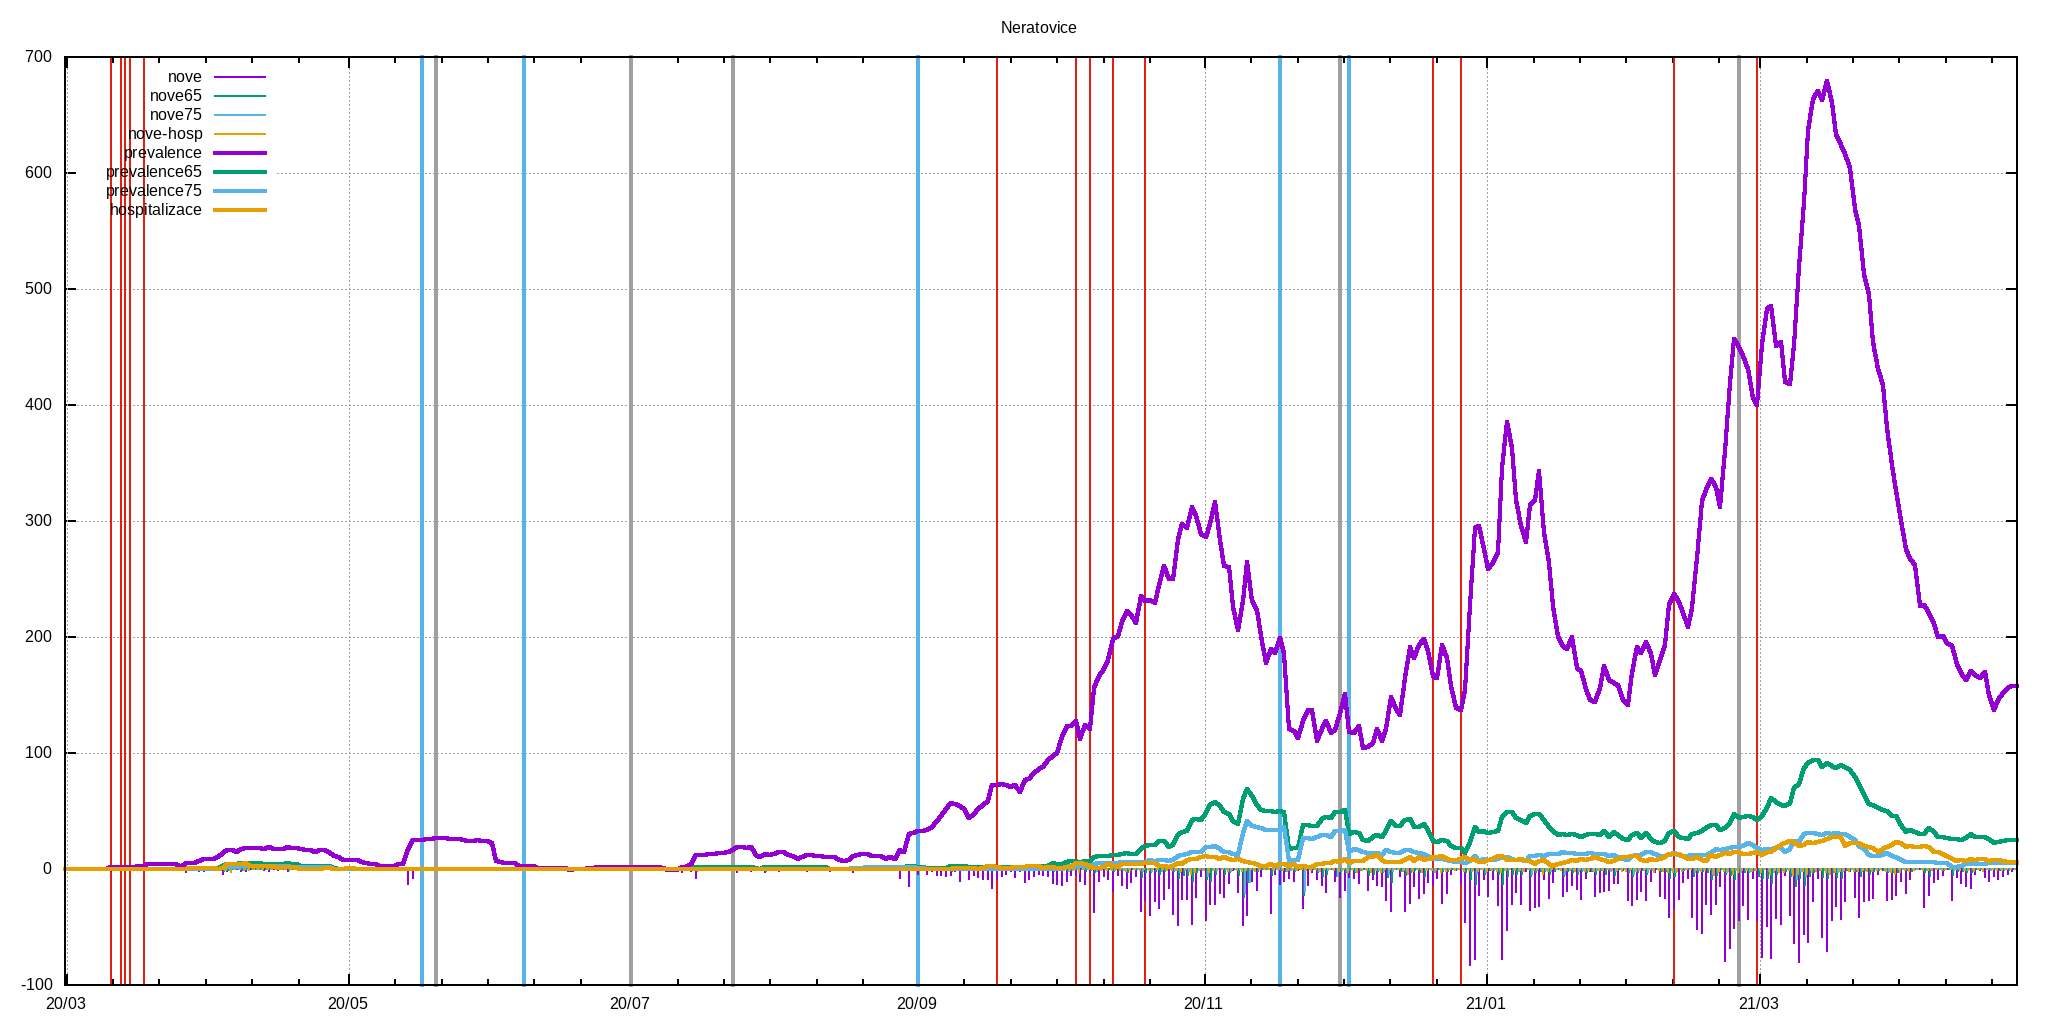 Neratovice
700
600
500
400
300
200
100
0
-100
nove
nove65
nove75
nove-hosp
prevalence
prevalence65
prevalence75
hospitalizace
20/03 20/05 20/07 20/09 20/11 21/01 21/03